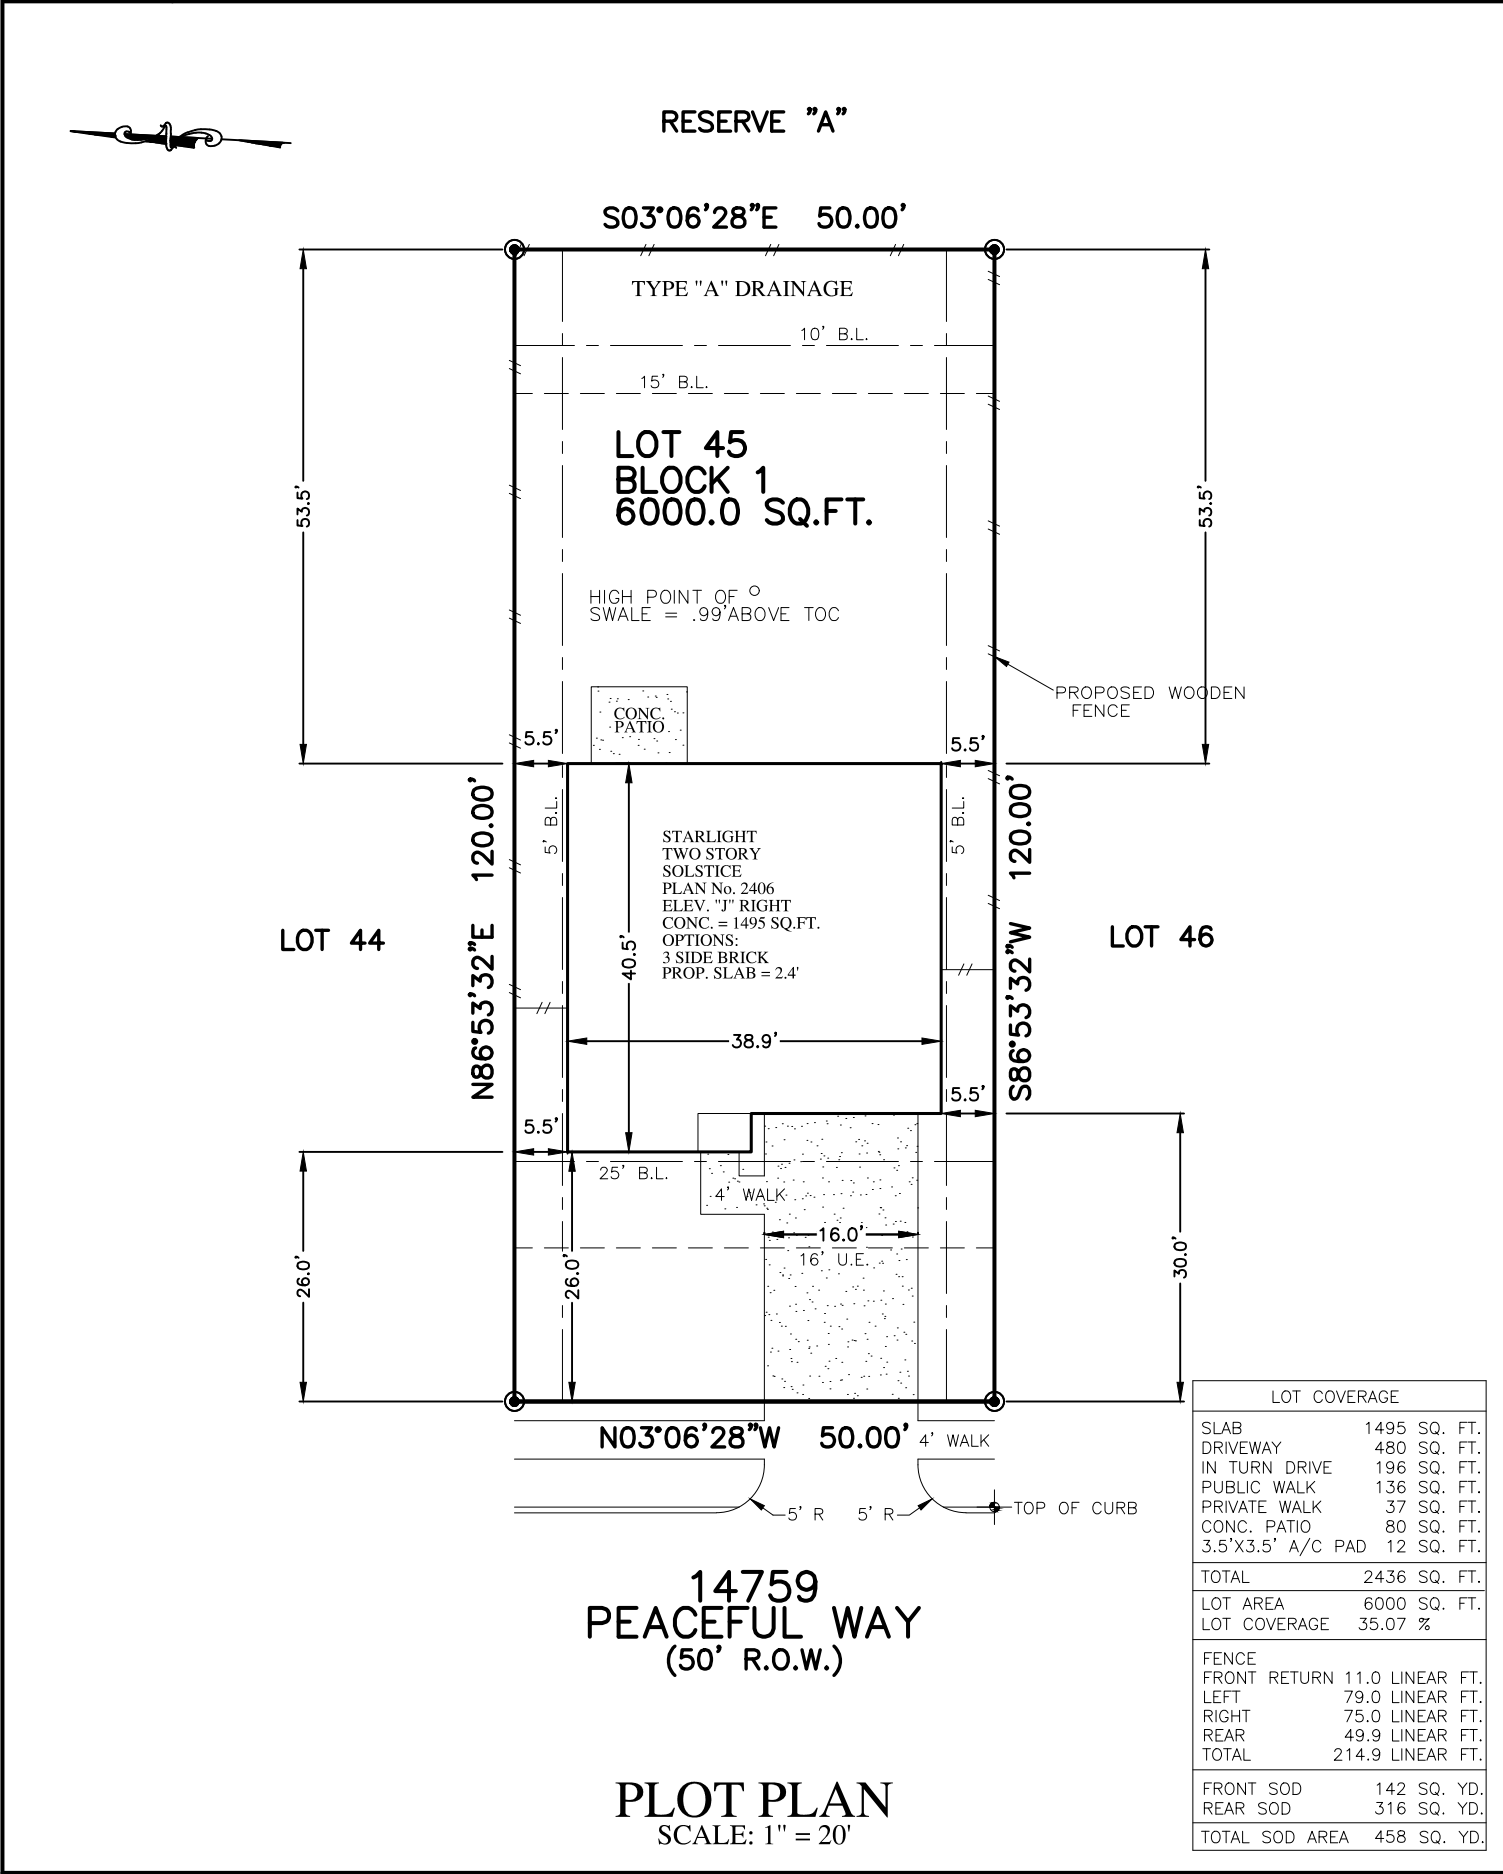 RESERVE "A"
S03°06'28"E 50.00'
TYPE "A" DRAINAGE
10' B.L.
15' B.L.
LOT 45
BLOCK 1
6000.0 SQ.FT.
53.5'
53.5'
HIGH POINT OF
SWALE = .99'ABOVE TOC
PROPOSED WOODEN
FENCE
CONC.
PATIO
5.5'
5.5'
N86°53'32"E 120.00'
5' B.L.
5' B.L.
S86°53'32"W 120.00'
STARLIGHT
TWO STORY
SOLSTICE
PLAN No. 2406
ELEV. "J" RIGHT
CONC. = 1495 SQ.FT.
OPTIONS:
3 SIDE BRICK
PROP. SLAB = 2.4'
LOT 44
LOT 46
40.5'
38.9'
5.5'
5.5'
25' B.L.
4' WALK
16.0'
16' U.E.
26.0'
26.0'
30.0'
N03°06'28"W 50.00'
4' WALK
5' R
5' R
TOP OF CURB
14759
PEACEFUL WAY
(50' R.O.W.)
PLOT PLAN
SCALE: 1" = 20'
LOT COVERAGE
SLAB 1495 SQ. FT.
DRIVEWAY 480 SQ. FT.
IN TURN DRIVE 196 SQ. FT.
PUBLIC WALK 136 SQ. FT.
PRIVATE WALK 37 SQ. FT.
CONC. PATIO 80 SQ. FT.
3.5'X3.5' A/C PAD 12 SQ. FT.
TOTAL 2436 SQ. FT.
LOT AREA 6000 SQ. FT.
LOT COVERAGE 35.07 %
FENCE
FRONT RETURN 11.0 LINEAR FT.
LEFT 79.0 LINEAR FT.
RIGHT 75.0 LINEAR FT.
REAR 49.9 LINEAR FT.
TOTAL 214.9 LINEAR FT.
FRONT SOD 142 SQ. YD.
REAR SOD 316 SQ. YD.
TOTAL SOD AREA 458 SQ. YD.